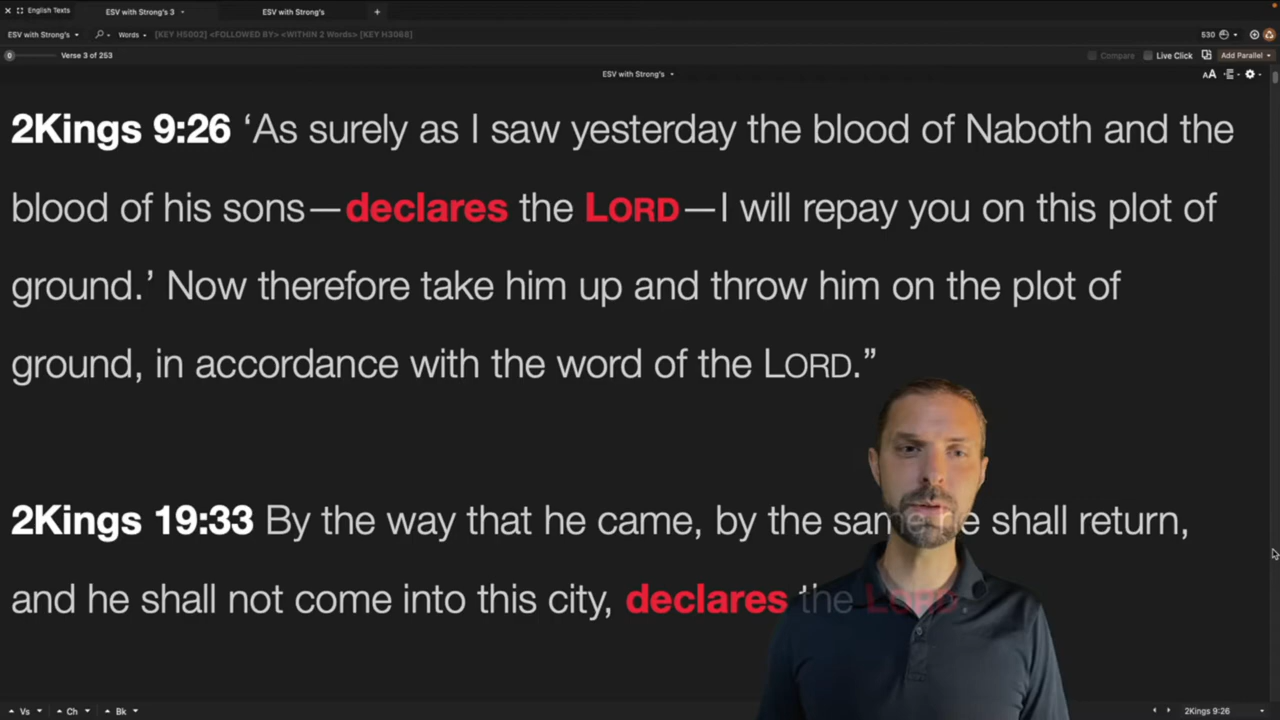 English Texts ESV with Strong's 3 ESV with Strong's +
ESV with Strong's Words [KEY H5002] <FOLLOWED BY> <WITHIN 2 Words> [KEY H3068] 530
0 Verse 3 of 253 Compare Live Click Add Parallel
ESV with Strong's AA
2Kings 9:26 ‘As surely as I saw yesterday the blood of Naboth and the
blood of his sons—declares the LORD—I will repay you on this plot of
ground.’ Now therefore take him up and throw him on the plot of
ground, in accordance with the word of the LORD.”
2Kings 19:33 By the way that he came, by the same he shall return,
and he shall not come into this city, declares the LORD.
Vs Ch Bk 2Kings 9:26